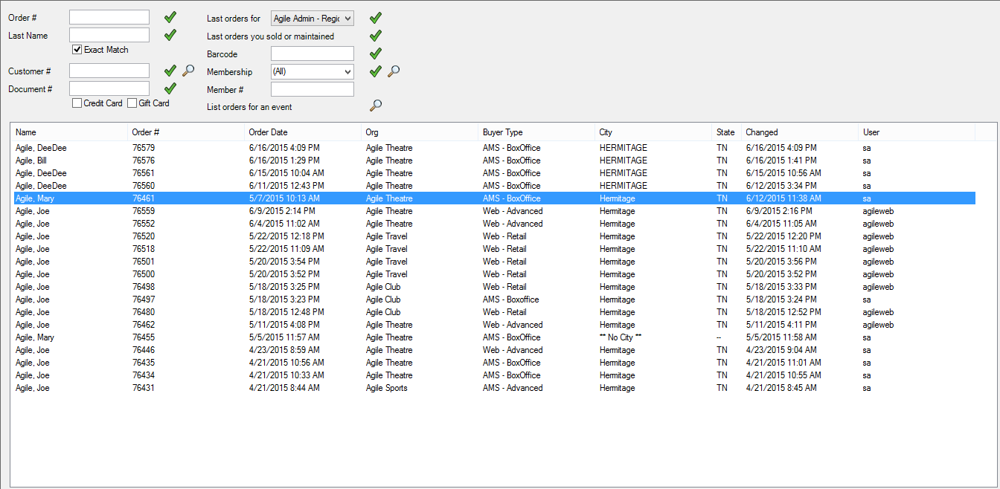 Order # Last orders for Agile Admin - Regic
Last Name Last orders you sold or maintained
Exact Match Barcode
Customer # Membership (All)
Document # Member #
Credit Card Gift Card List orders for an event
Name Order # Order Date Org Buyer Type City State Changed User
Agile, DeeDee 76579 6/16/2015 4:09 PM Agile Theatre AMS - BoxOffice HERMITAGE TN 6/16/2015 4:09 PM sa
Agile, Bill 76576 6/16/2015 1:29 PM Agile Theatre AMS - BoxOffice HERMITAGE TN 6/16/2015 1:41 PM sa
Agile, DeeDee 76561 6/15/2015 10:04 AM Agile Theatre AMS - BoxOffice HERMITAGE TN 6/15/2015 10:56 AM sa
Agile, DeeDee 76560 6/11/2015 12:43 PM Agile Theatre AMS - BoxOffice HERMITAGE TN 6/12/2015 3:34 PM sa
Agile, Mary 76461 5/7/2015 10:13 AM Agile Theatre AMS - BoxOffice Hermitage TN 6/12/2015 11:38 AM sa
Agile, Joe 76559 6/9/2015 2:14 PM Agile Theatre Web - Advanced Hermitage TN 6/9/2015 2:16 PM agileweb
Agile, Joe 76552 6/4/2015 11:02 AM Agile Theatre Web - Advanced Hermitage TN 6/4/2015 11:05 AM agileweb
Agile, Joe 76520 5/22/2015 12:18 PM Agile Travel Web - Retail Hermitage TN 5/22/2015 12:20 PM agileweb
Agile, Joe 76518 5/22/2015 11:09 AM Agile Travel Web - Retail Hermitage TN 5/22/2015 11:10 AM agileweb
Agile, Joe 76501 5/20/2015 3:54 PM Agile Travel Web - Retail Hermitage TN 5/20/2015 3:56 PM agileweb
Agile, Joe 76500 5/20/2015 3:52 PM Agile Travel Web - Retail Hermitage TN 5/20/2015 3:52 PM agileweb
Agile, Joe 76498 5/18/2015 3:25 PM Agile Club Web - Retail Hermitage TN 5/18/2015 3:33 PM agileweb
Agile, Joe 76497 5/18/2015 3:23 PM Agile Club AMS - Boxoffice Hermitage TN 5/18/2015 3:24 PM sa
Agile, Joe 76480 5/18/2015 12:48 PM Agile Club Web - Retail Hermitage TN 5/18/2015 12:52 PM agileweb
Agile, Joe 76462 5/11/2015 4:08 PM Agile Theatre Web - Advanced Hermitage TN 5/11/2015 4:11 PM agileweb
Agile, Mary 76455 5/5/2015 11:57 AM Agile Theatre AMS - BoxOffice ** No City ** -- 5/5/2015 11:58 AM sa
Agile, Joe 76446 4/23/2015 8:59 AM Agile Theatre Web - Advanced Hermitage TN 4/23/2015 9:04 AM sa
Agile, Joe 76435 4/21/2015 10:56 AM Agile Theatre AMS - BoxOffice Hermitage TN 4/21/2015 11:01 AM sa
Agile, Joe 76434 4/21/2015 10:33 AM Agile Theatre AMS - BoxOffice Hermitage TN 4/21/2015 10:55 AM sa
Agile, Joe 76431 4/21/2015 8:44 AM Agile Sports AMS - Advanced Hermitage TN 4/21/2015 8:45 AM sa